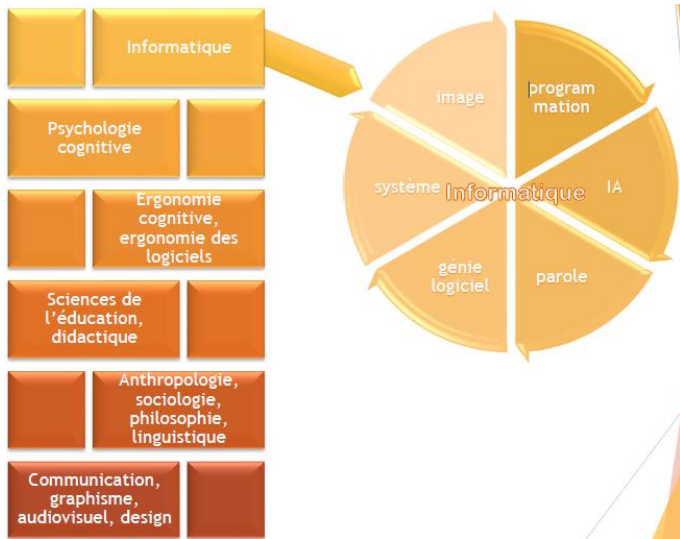 Informatique
Psychologie
cognitive
Ergonomie
cognitive,
ergonomie des
logiciels
Sciences de
l'éducation,
didactique
Anthropologie,
sociologie,
philosophie,
linguistique
Communication,
graphisme,
audiovisuel, design
image
program
mation
système
Informatique
IA
génie
logiciel
parole